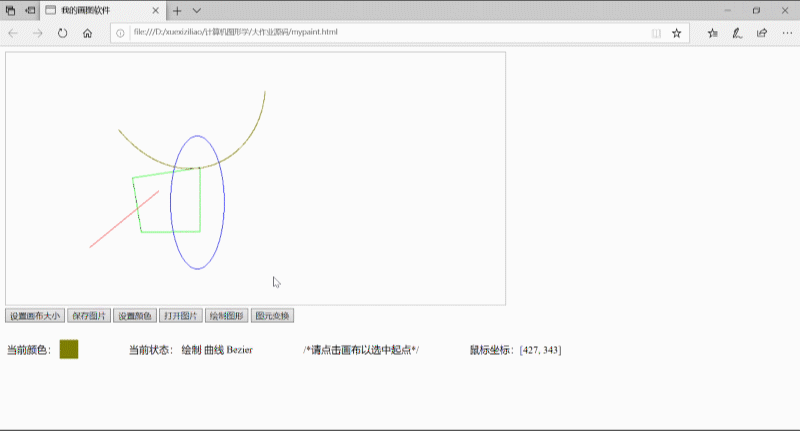 我的画图软件
file:///D:/xuexiziliao/计算机图形学/大作业源码/mypaint.html
设置画布大小 保存图片 设置颜色 打开图片 绘制图形 图元变换
当前颜色： 当前状态： 绘制 曲线 Bezier /*请点击画布以选中起点*/ 鼠标坐标：[427, 343]